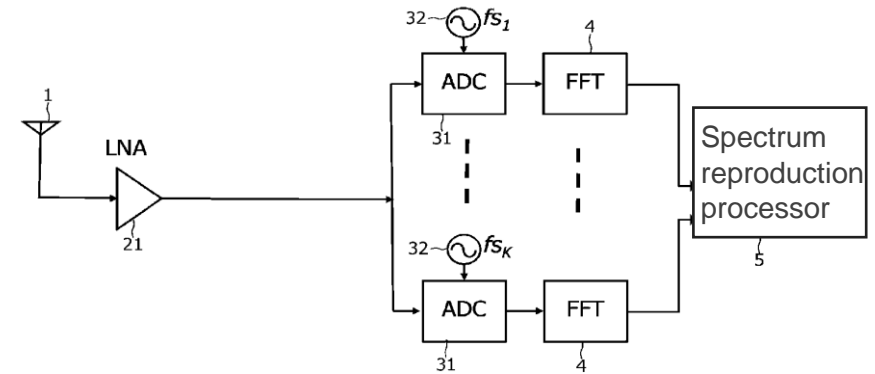 32
fs1
4
ADC
FFT
1
31
LNA
Spectrum
reproduction
processor
21
32
fsK
5
ADC
FFT
31
4